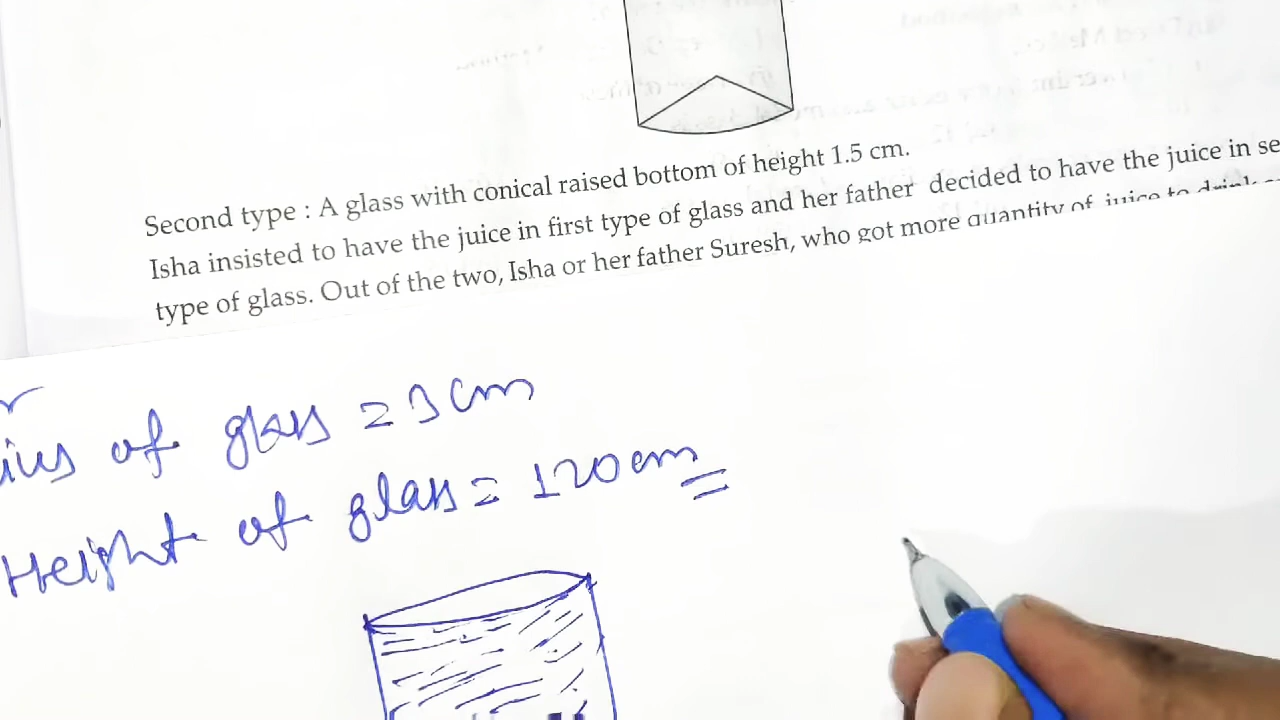 Second type : A glass with conical raised bottom of height 1.5 cm.
Isha insisted to have the juice in first type of glass and her father decided to have the juice in se
type of glass. Out of the two, Isha or her father Suresh, who got more quantity of juice to drink
ius of glass = 3 cm
Height of glass = 120 cm